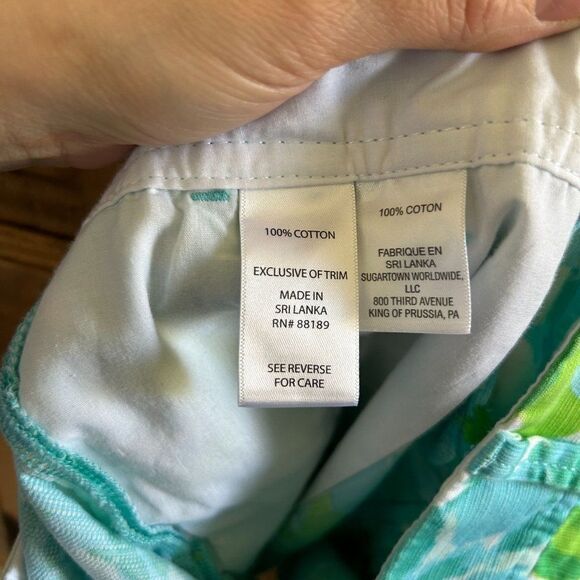 100% COTTON
EXCLUSIVE OF TRIM
MADE IN
SRI LANKA
RN# 88189
SEE REVERSE
FOR CARE
100% COTON
FABRIQUE EN
SRI LANKA
SUGARTOWN WORLDWIDE,
LLC
800 THIRD AVENUE
KING OF PRUSSIA, PA